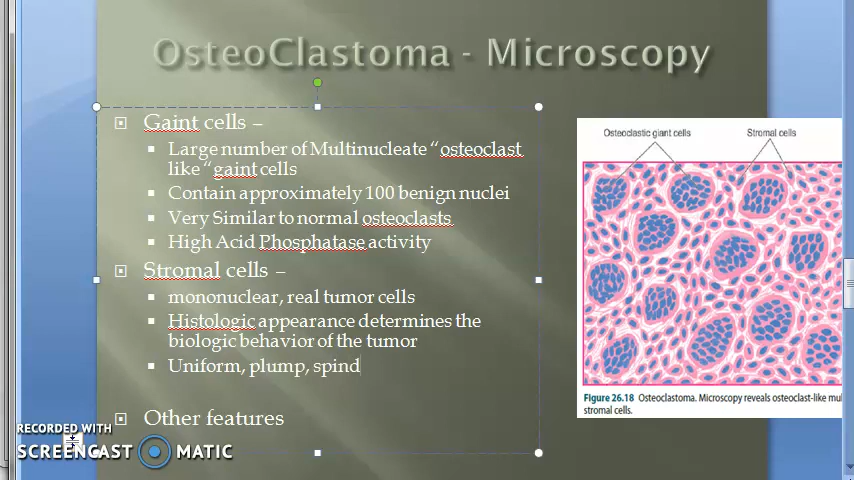 OsteoClastoma - Microscopy
Gaint cells –
Large number of Multinucleate “osteoclast
like “gaint cells
Contain approximately 100 benign nuclei
Very Similar to normal osteoclasts
High Acid Phosphatase activity
Stromal cells –
mononuclear, real tumor cells
Histologic appearance determines the
biologic behavior of the tumor
Uniform, plump, spind
Other features
Osteoclastic giant cells
Stromal cells
Figure 26.18 Osteoclastoma. Microscopy reveals osteoclast-like mul
stromal cells.
RECORDED WITH
SCREENCAST MATIC